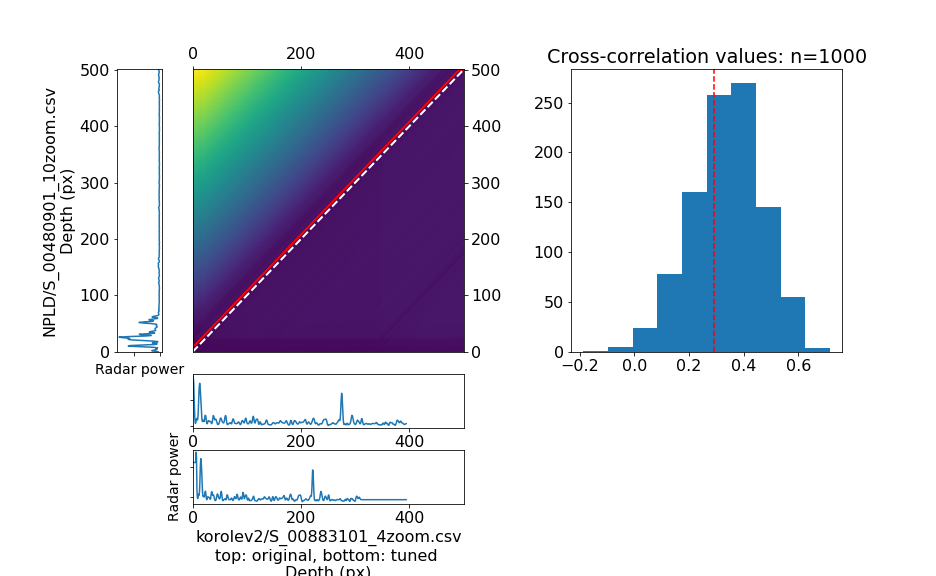 Cross-correlation values: n=1000
0 200 400
500
400
300
200
100
0
NPLD/S_00480901_10zoom.csv
Depth (px)
Radar power
500
400
300
200
100
0
250
200
150
100
50
0
−0.2 0.0 0.2 0.4 0.6
0 200 400
Radar power
0 200 400
korolev2/S_00883101_4zoom.csv
top: original, bottom: tuned
Depth (px)